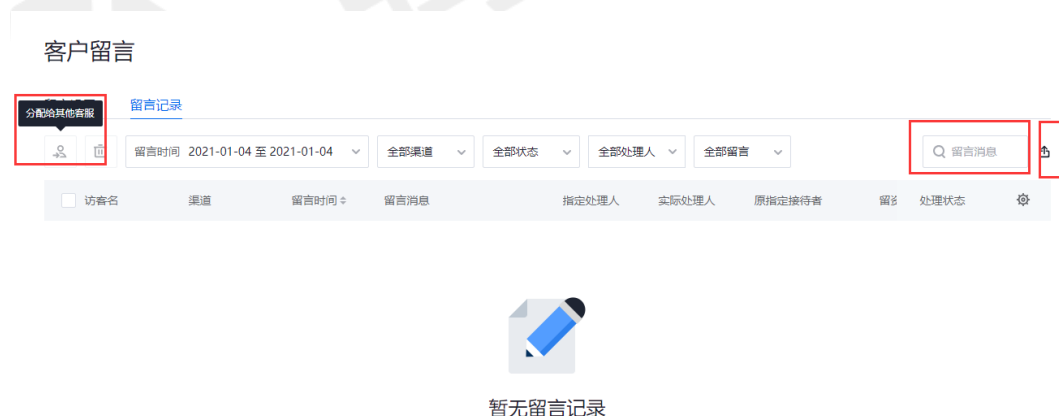 客户留言
留言记录
分配给其他客服
留言时间 2021-01-04 至 2021-01-04 全部渠道 全部状态 全部处理人 全部留言 留言消息
访客名 渠道 留言时间 留言消息 指定处理人 实际处理人 原指定接待者 处理状态
暂无留言记录